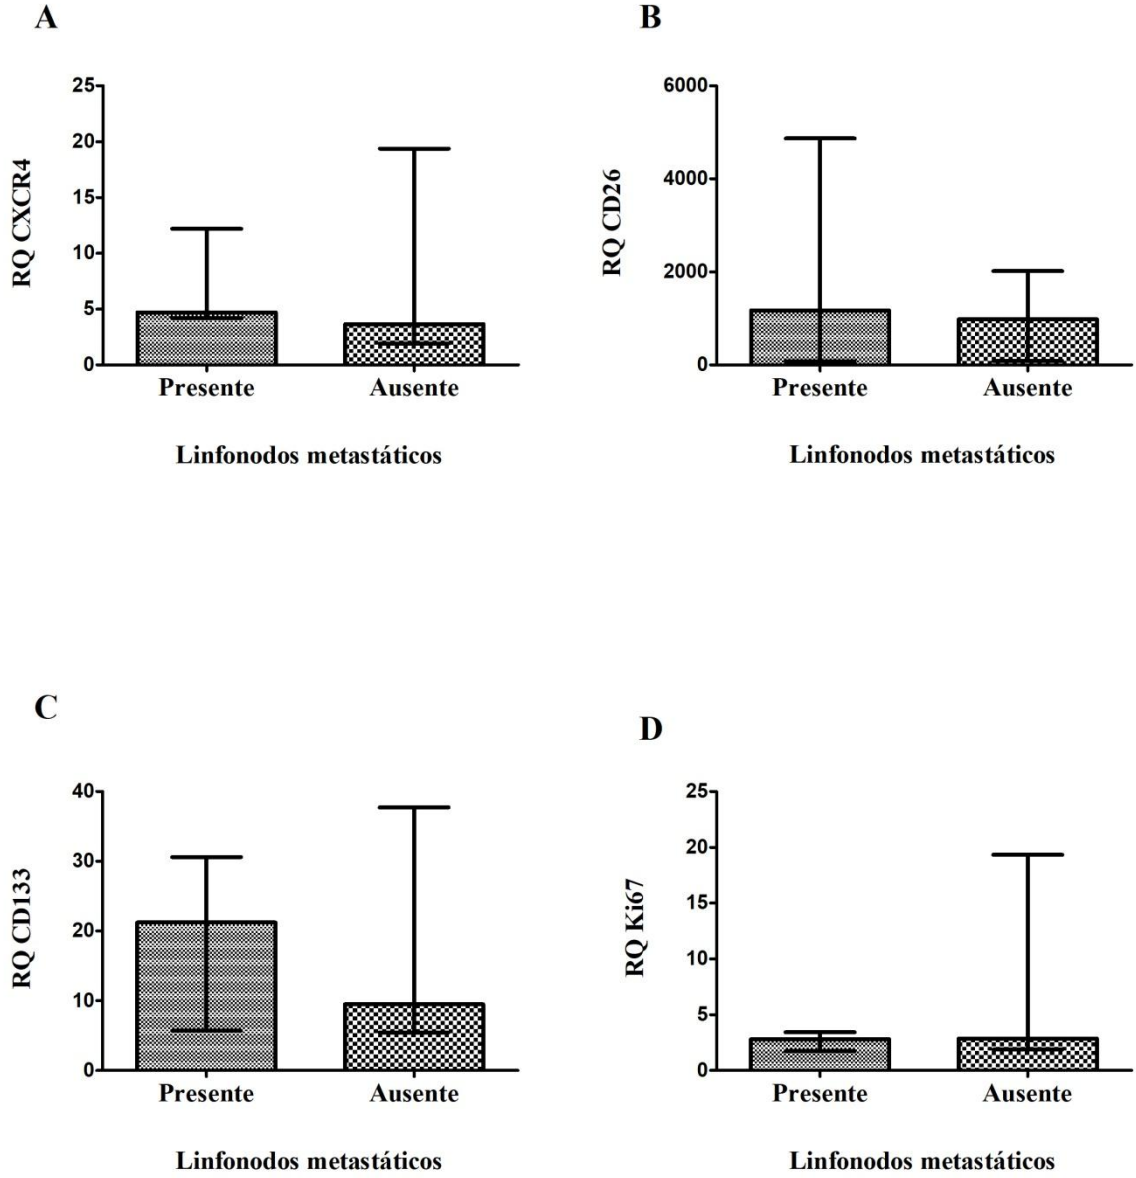 A
RQ CXCR4
25
20
15
10
5
0
Presente Ausente
Linfonodos metastáticos
B
RQ CD26
6000
4000
2000
0
Presente Ausente
Linfonodos metastáticos
C
RQ CD133
40
30
20
10
0
Presente Ausente
Linfonodos metastáticos
D
RQ Ki67
25
20
15
10
5
0
Presente Ausente
Linfonodos metastáticos